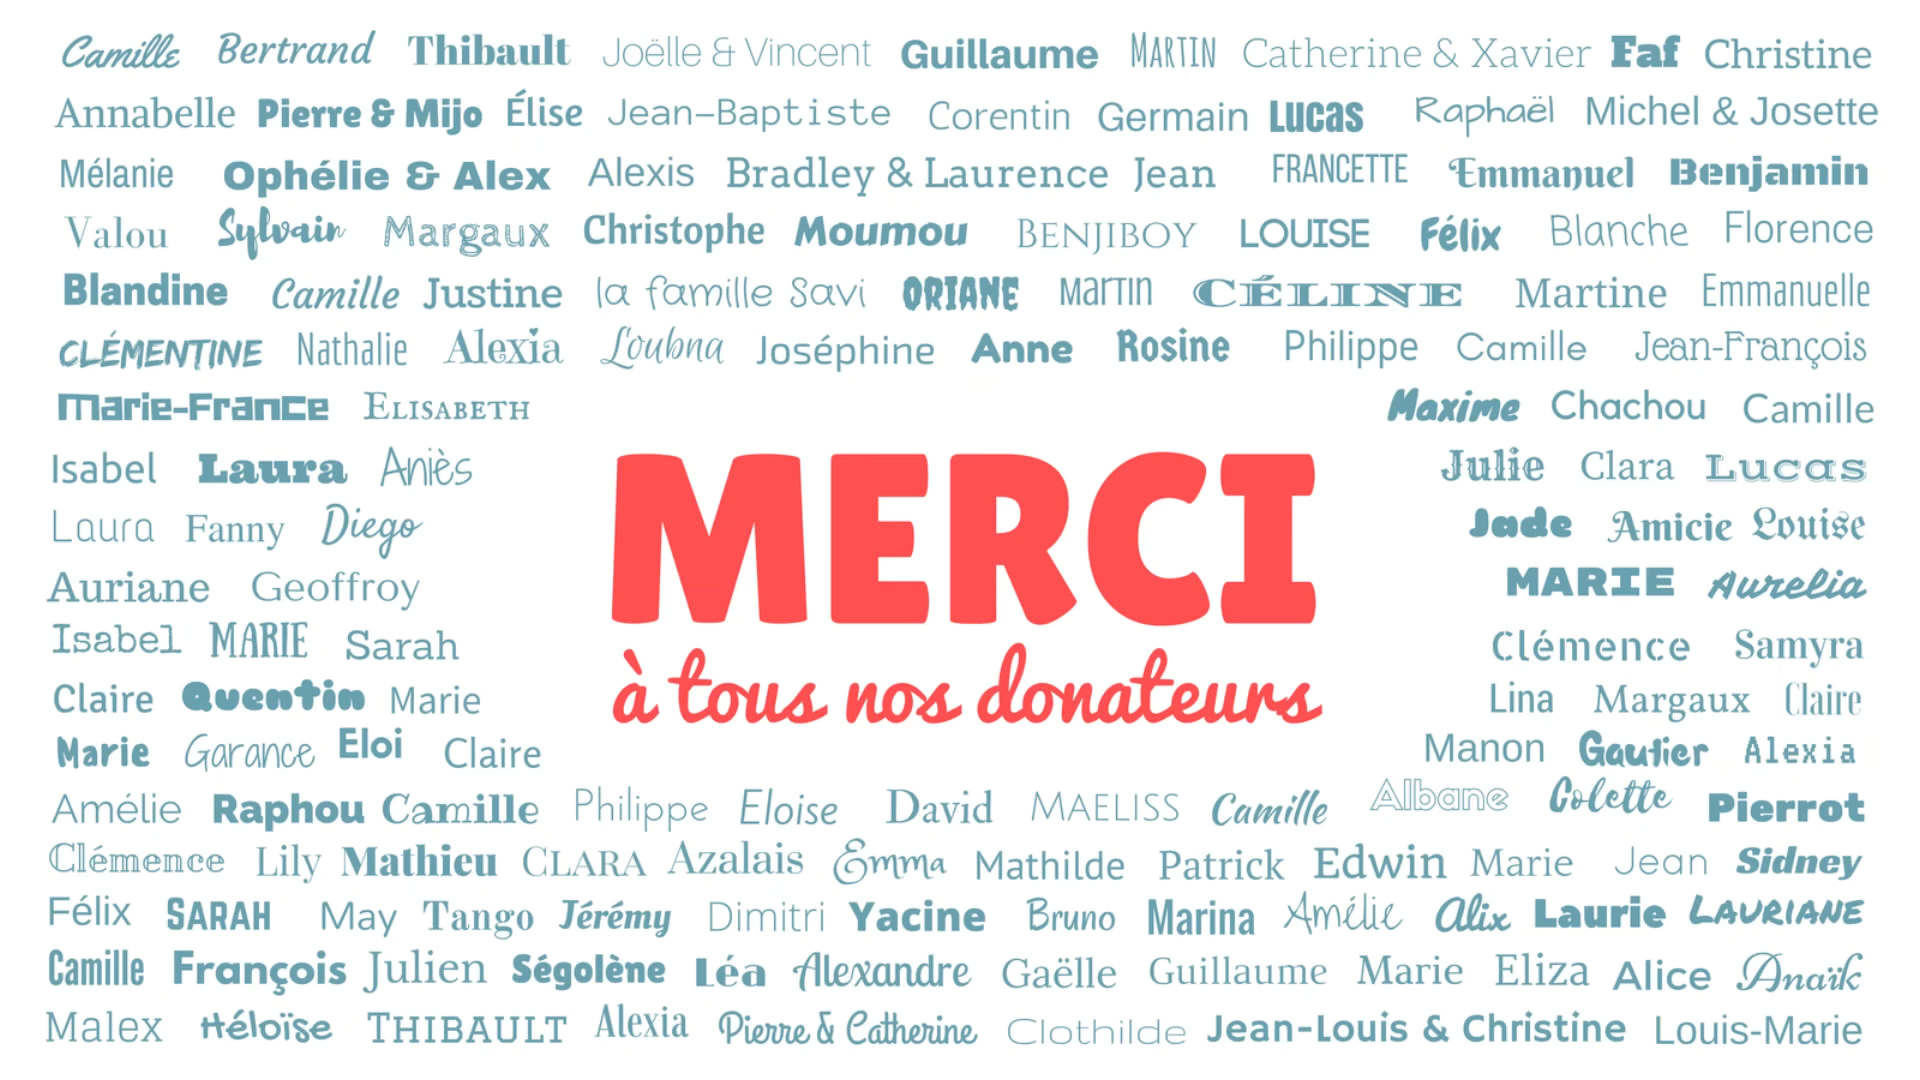 Camille Bertrand Thibault Joëlle & Vincent Guillaume MARTIN Catherine & Xavier Faf Christine
Annabelle Pierre & Mijo Élise Jean-Baptiste Corentin Germain Lucas Raphaël Michel & Josette
Mélanie Ophélie & Alex Alexis Bradley & Laurence Jean FRANCETTE Emmanuel Benjamin
Valou Sylvain Margaux Christophe Moumou BENJIBOY LOUISE Félix Blanche Florence
Blandine Camille Justine la famille Savi ORIANE Martin CÉLINE Martine Emmanuelle
CLÉMENTINE Nathalie Alexia Loubna Joséphine Anne Rosine Philippe Camille Jean-François
Marie-France ELISABETH Maxime Chachou Camille
Isabel Laura Aniès Julie Clara Lucas
Laura Fanny Diego Jade Amicie Louise
MERCI
Auriane Geoffroy MARIE Aurelia
Isabel MARIE Sarah Clémence Samyra
à tous nos donateurs
Claire Quentin Marie Lina Margaux Claire
Marie Garance Eloi Claire Manon Gautier Alexia
Amélie Raphou Camille Philippe Eloise David MAELISS Camille Albane Colette Pierrot
Clémence Lily Mathieu CLARA Azalais Emma Mathilde Patrick Edwin Marie Jean Sidney
Félix SARAH May Tango Jérémy Dimitri Yacine Bruno Marina Amélie Alix Laurie LAURIANE
Camille François Julien Ségolène Léa Alexandre Gaëlle Guillaume Marie Eliza Alice Anaïk
Malex Héloïse THIBAULT Alexia Pierre & Catherine Clothilde Jean-Louis & Christine Louis-Marie